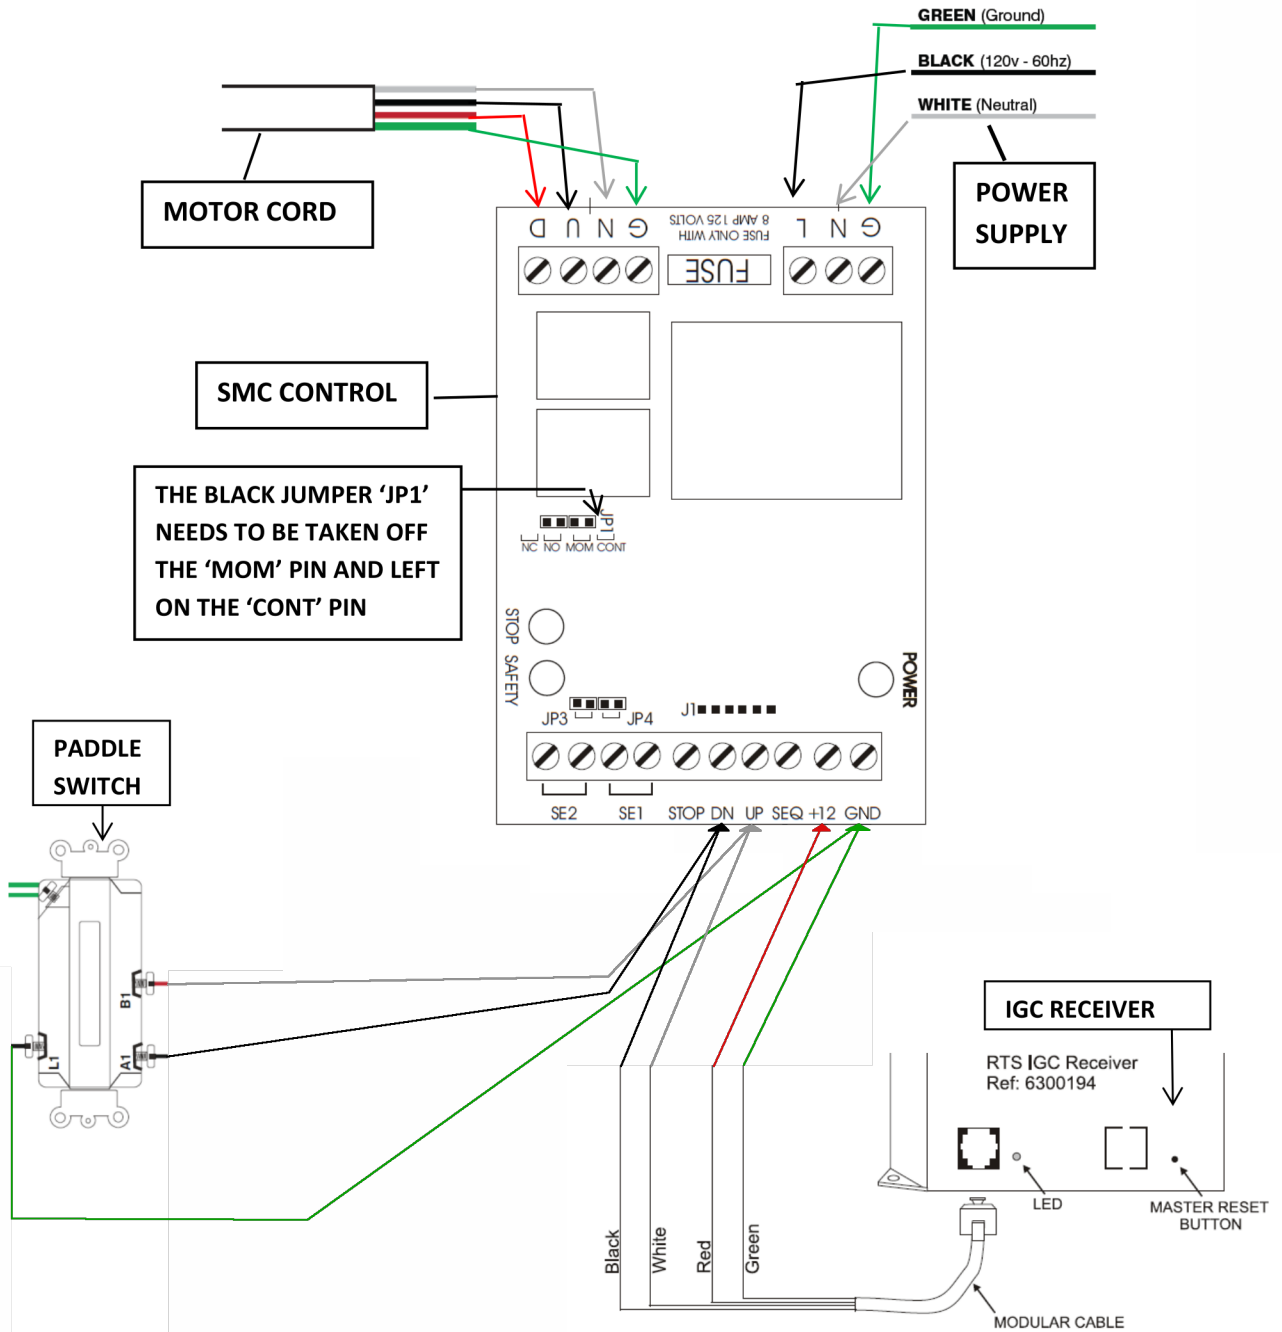 GREEN (Ground)
BLACK (120v - 60hz)
WHITE (Neutral)
POWER
SUPPLY
MOTOR CORD
D U N G
FUSE ONLY WITH
8 AMP 125 VOLTS
FUSE
L N G
SMC CONTROL
THE BLACK JUMPER ‘JP1’
NEEDS TO BE TAKEN OFF
THE ‘MOM’ PIN AND LEFT
ON THE ‘CONT’ PIN
JP1
NC NO MOM CONT
STOP
SAFETY
POWER
JP3 JP4 J1
SE2 SE1 STOP DN UP SEQ +12 GND
PADDLE
SWITCH
B1
L1
A1
IGC RECEIVER
RTS IGC Receiver
Ref: 6300194
LED
MASTER RESET
BUTTON
Black
White
Red
Green
MODULAR CABLE